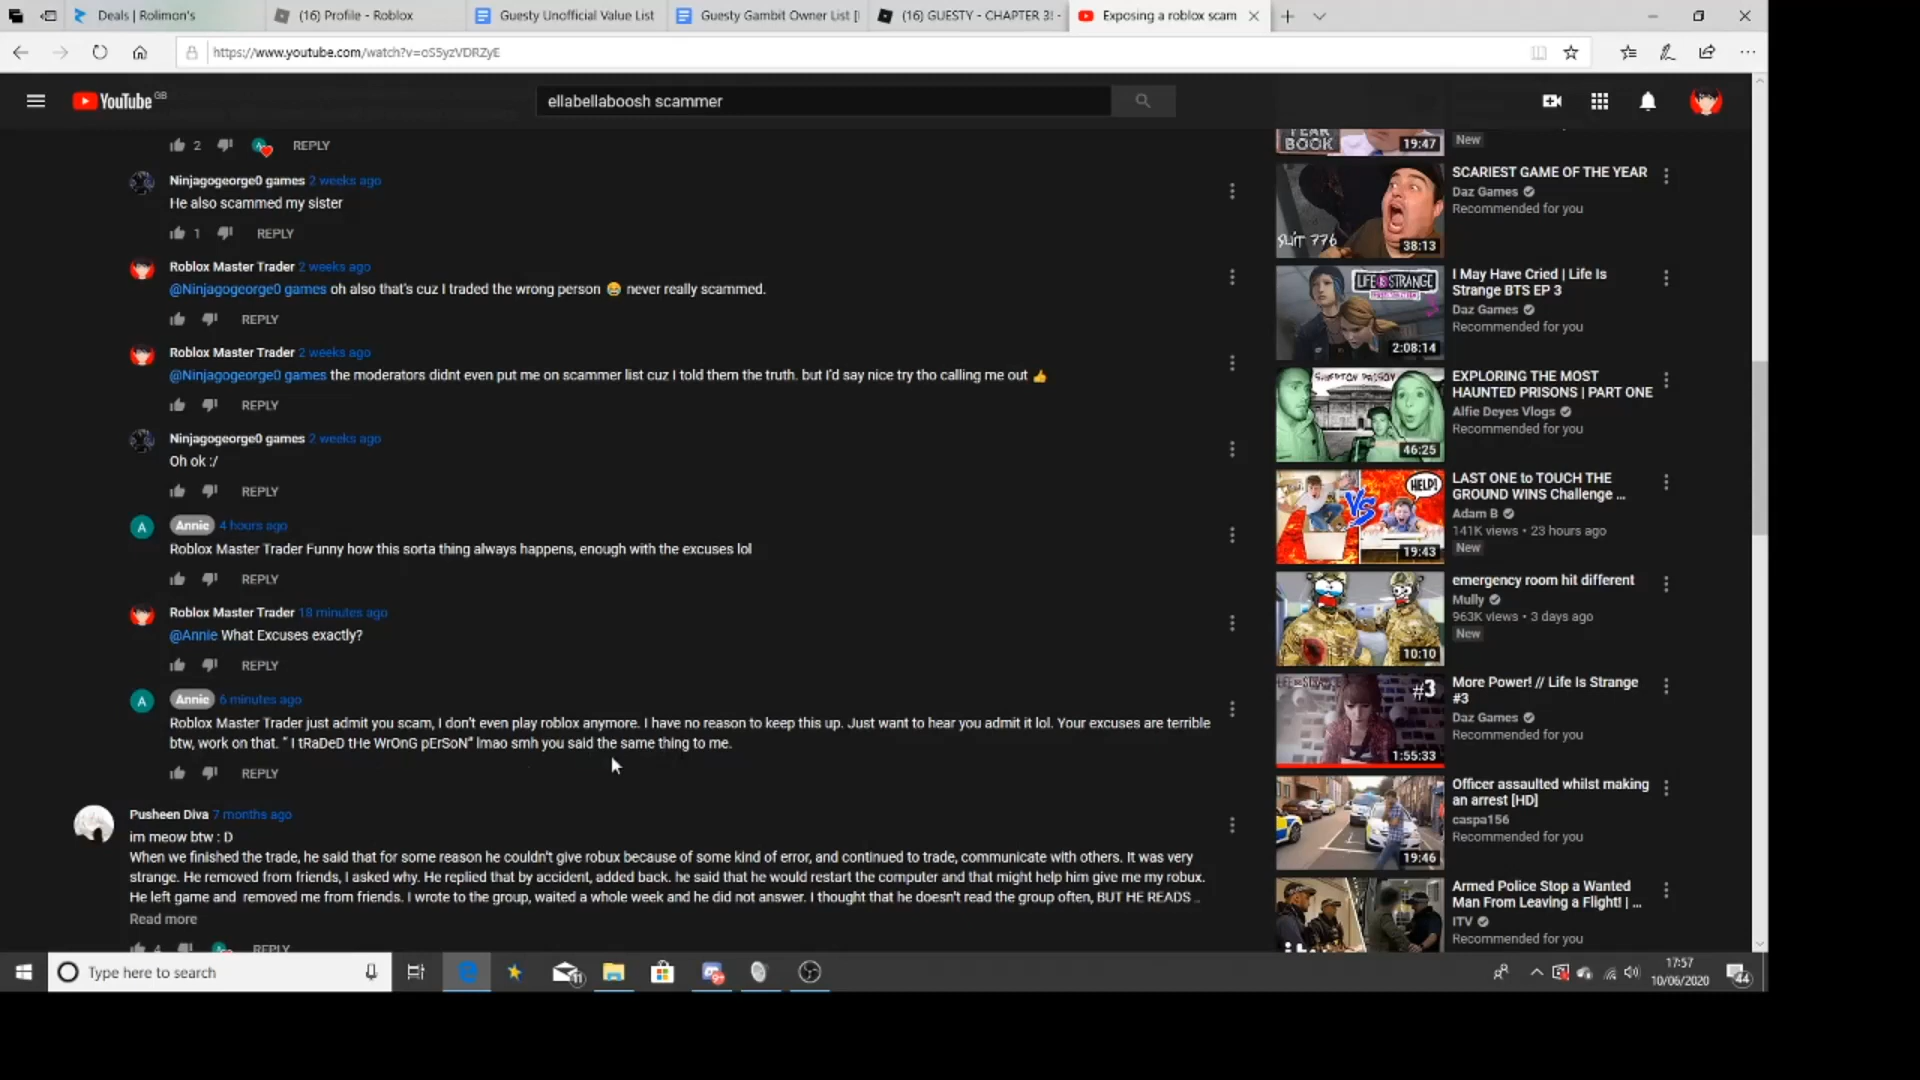 Deals | Rolimon's
(16) Profile - Roblox
Guesty Unofficial Value List
Guesty Gambit Owner List [
(16) GUESTY - CHAPTER 3! -
Exposing a roblox scam
https://www.youtube.com/watch?v=oS5yzVDRZyE
YouTube GB
ellabellaboosh scammer
2 REPLY
Ninjagogeorge0 games 2 weeks ago
He also scammed my sister
1 REPLY
Roblox Master Trader 2 weeks ago
@Ninjagogeorge0 games oh also that's cuz I traded the wrong person 😂 never really scammed.
REPLY
Roblox Master Trader 2 weeks ago
@Ninjagogeorge0 games the moderators didnt even put me on scammer list cuz I told them the truth. but I'd say nice try tho calling me out 👍
REPLY
Ninjagogeorge0 games 2 weeks ago
Oh ok :/
REPLY
A Annie 4 hours ago
Roblox Master Trader Funny how this sorta thing always happens, enough with the excuses lol
REPLY
Roblox Master Trader 18 minutes ago
@Annie What Excuses exactly?
REPLY
A Annie 6 minutes ago
Roblox Master Trader just admit you scam, I don't even play roblox anymore. I have no reason to keep this up. Just want to hear you admit it lol. Your excuses are terrible
btw, work on that. " I tRaDeD tHe WrOnG pErSoN" lmao smh you said the same thing to me.
REPLY
Pusheen Diva 7 months ago
im meow btw : D
When we finished the trade, he said that for some reason he couldn't give robux because of some kind of error, and continued to trade, communicate with others. It was very
strange. He removed from friends, I asked why. He replied that by accident, added back. he said that he would restart the computer and that might help him give me my robux.
He left game and removed me from friends. I wrote to the group, waited a whole week and he did not answer. I thought that he doesn't read the group often, BUT HE READS ..
Read more
4 REPLY
YEAR
BOOK
19:47
New
SUIT 776
38:13
SCARIEST GAME OF THE YEAR
Daz Games
Recommended for you
LIFE IS STRANGE
2:08:14
I May Have Cried | Life Is
Strange BTS EP 3
Daz Games
Recommended for you
46:25
EXPLORING THE MOST
HAUNTED PRISONS | PART ONE
Alfie Deyes Vlogs
Recommended for you
VS
HELP!
19:43
LAST ONE to TOUCH THE
GROUND WINS Challenge ...
Adam B
141K views • 23 hours ago
New
10:10
emergency room hit different
Mully
963K views • 3 days ago
New
#3
1:55:33
More Power! // Life Is Strange
#3
Daz Games
Recommended for you
19:46
Officer assaulted whilst making
an arrest [HD]
caspa156
Recommended for you
Armed Police Stop a Wanted
Man From Leaving a Flight! | ...
ITV
Recommended for you
Type here to search
11
9+
17:57
10/06/2020
44